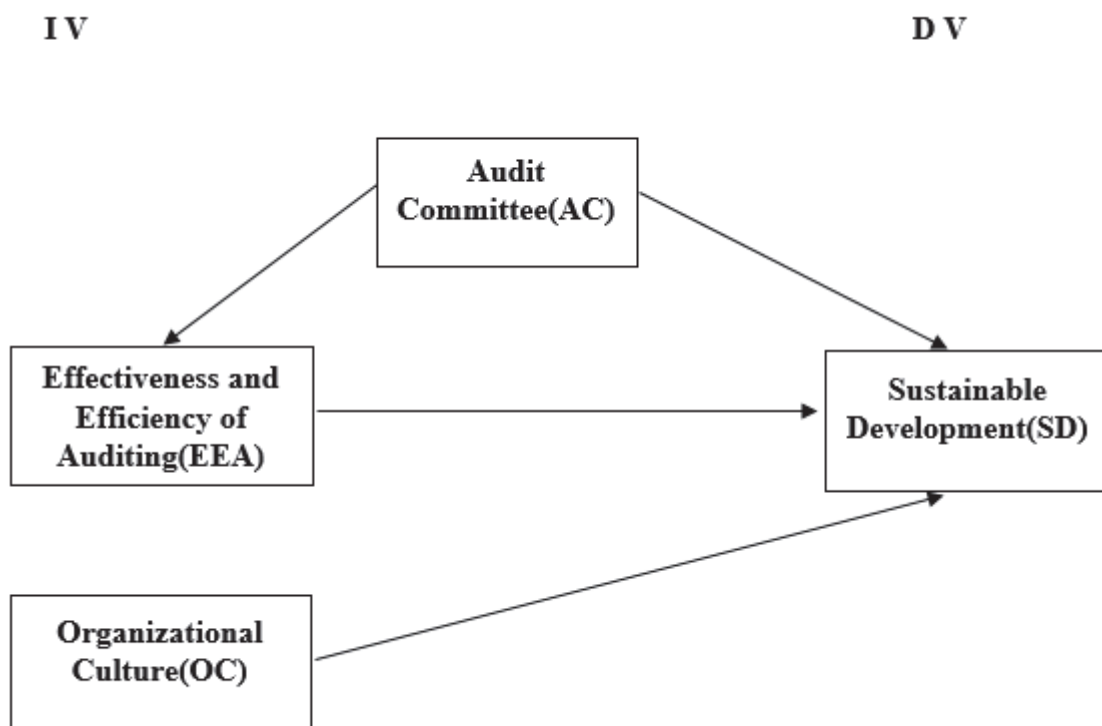 I V
D V
Audit
Committee(AC)
Effectiveness and
Efficiency of
Auditing(EEA)
Sustainable
Development(SD)
Organizational
Culture(OC)